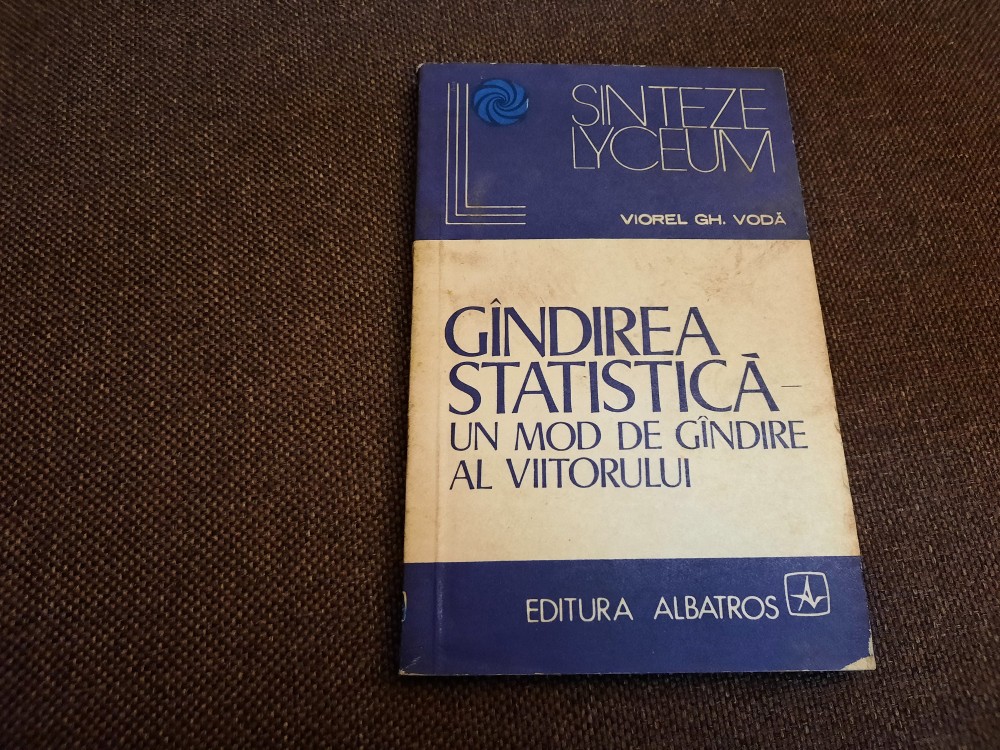 SINTEZE
LYCEUM
VIOREL GH. VODĂ
GÎNDIREA
STATISTICĂ –
UN MOD DE GÎNDIRE
AL VIITORULUI
EDITURA ALBATROS